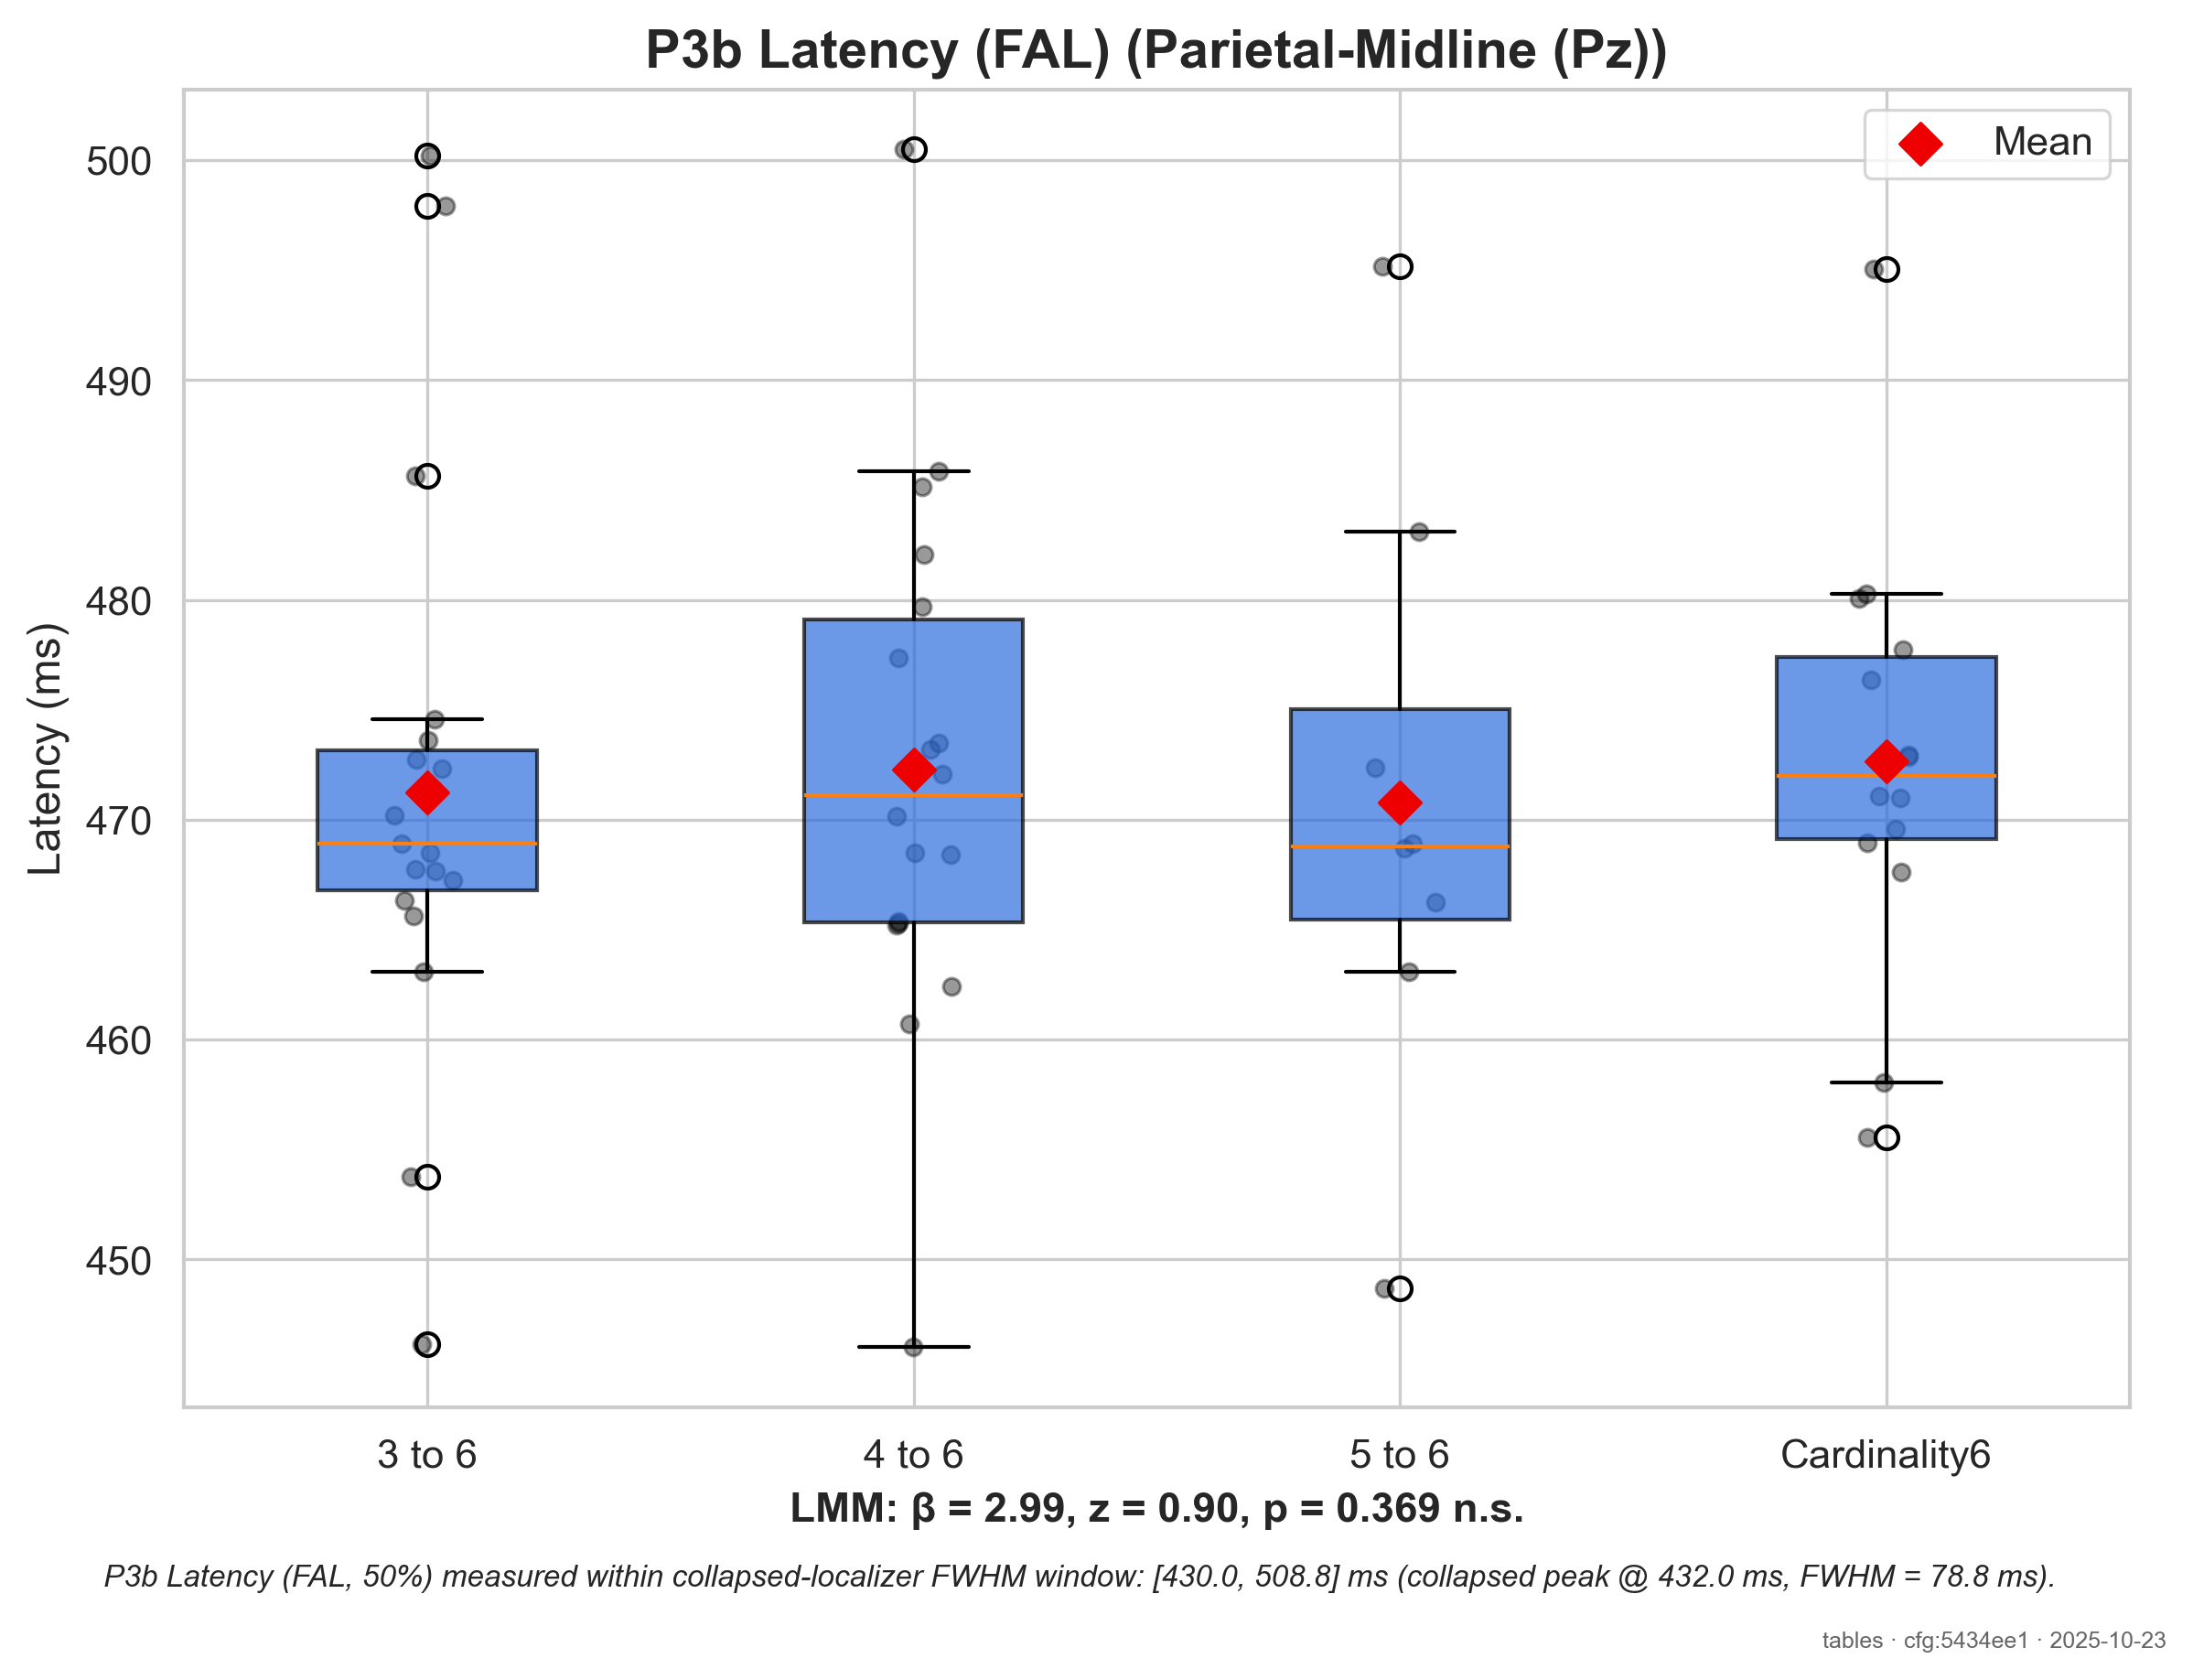 P3b Latency (FAL) (Parietal-Midline (Pz))
Mean
Latency (ms)
500
490
480
470
460
450
3 to 6
4 to 6
5 to 6
Cardinality6
LMM: β = 2.99, z = 0.90, p = 0.369 n.s.
P3b Latency (FAL, 50%) measured within collapsed-localizer FWHM window: [430.0, 508.8] ms (collapsed peak @ 432.0 ms, FWHM = 78.8 ms).
tables · cfg:5434ee1 · 2025-10-23